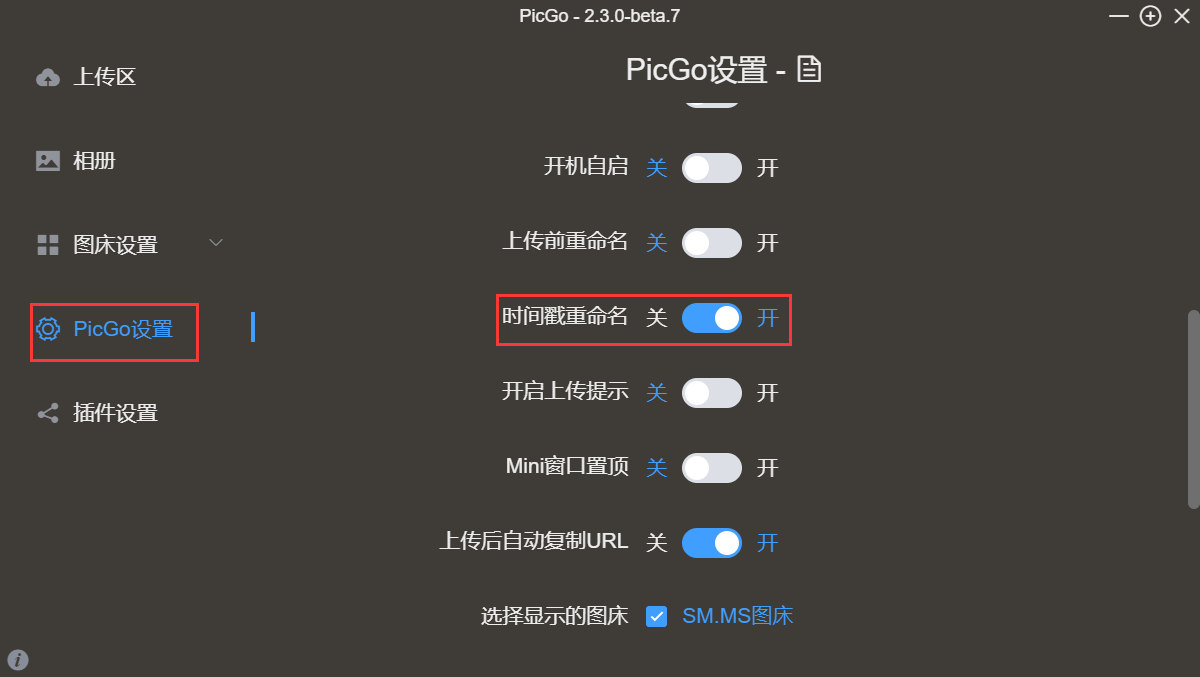 PicGo - 2.3.0-beta.7
上传区
相册
图床设置
PicGo设置
插件设置
PicGo设置 -
开机自启 关 开
上传前重命名 关 开
时间戳重命名 关 开
开启上传提示 关 开
Mini窗口置顶 关 开
上传后自动复制URL 关 开
选择显示的图床 SM.MS图床